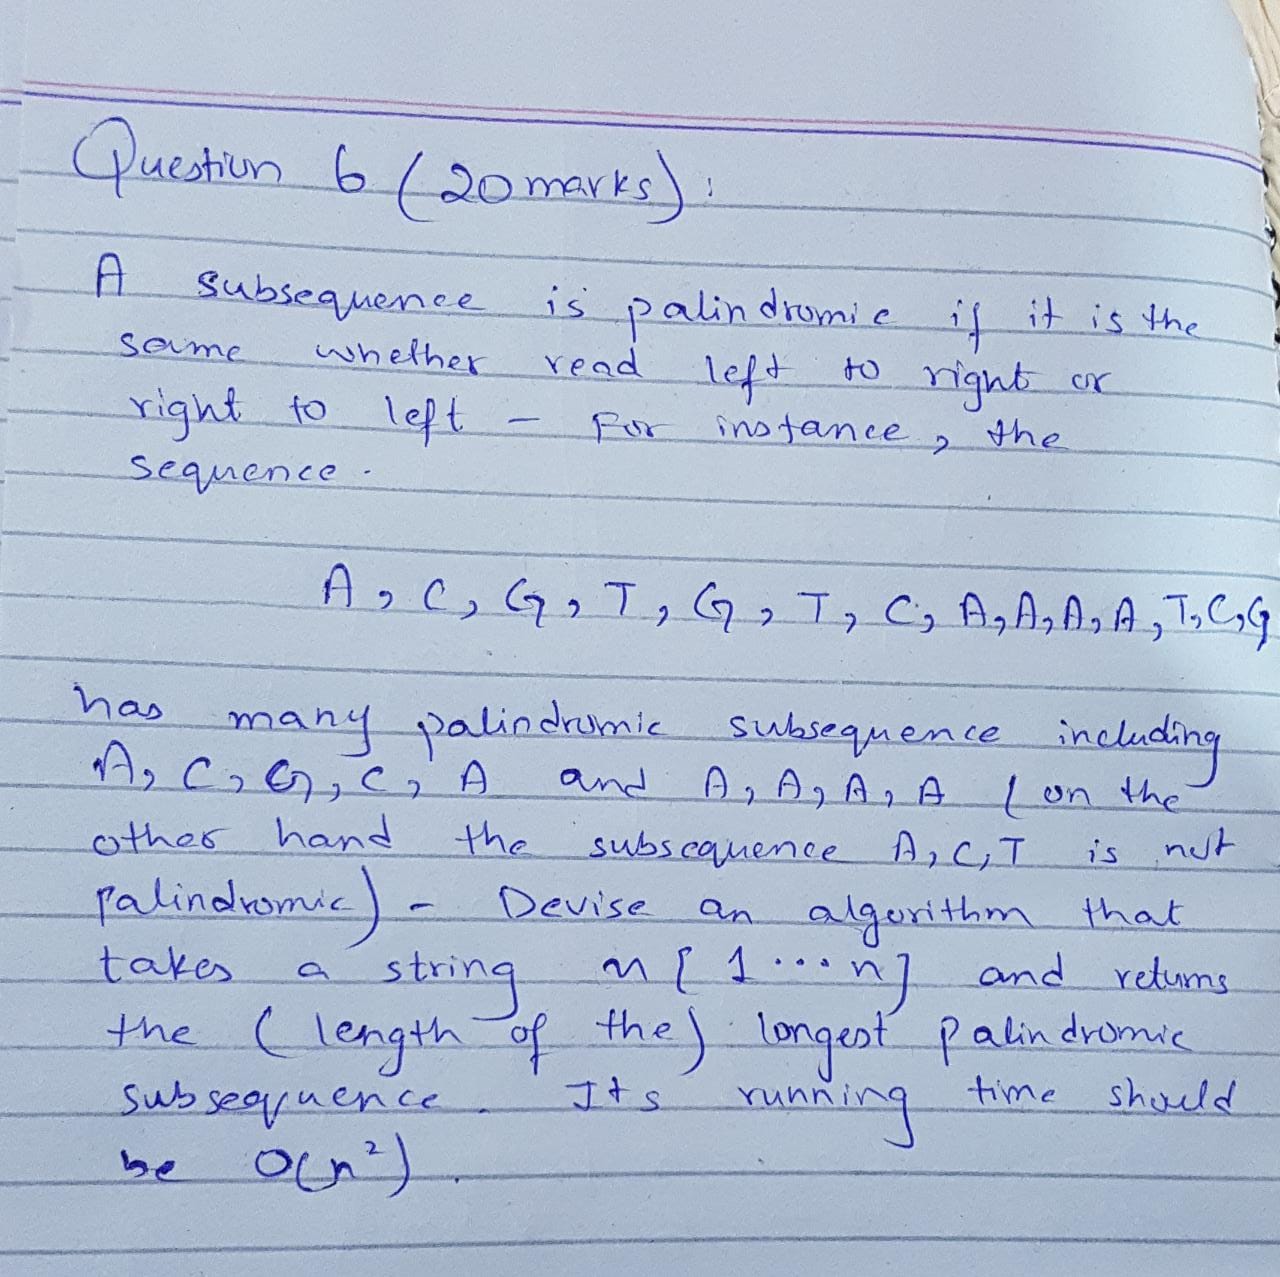 Question 6 (20 marks):
A subsequence is palindromic if it is the
same whether read left to right or
right to left - For instance, the
sequence.
A, C, G, T, G, T, C, A, A, A, A, T, C, G
has many palindromic subsequence including
A, C, G, C, A and A, A, A, A (on the
other hand the subsequence A, C, T is not
palindromic) - Devise an algorithm that
takes a string x[1...n] and returns
the (length of the) longest palindromic
subsequence. Its running time should
be O(n²).